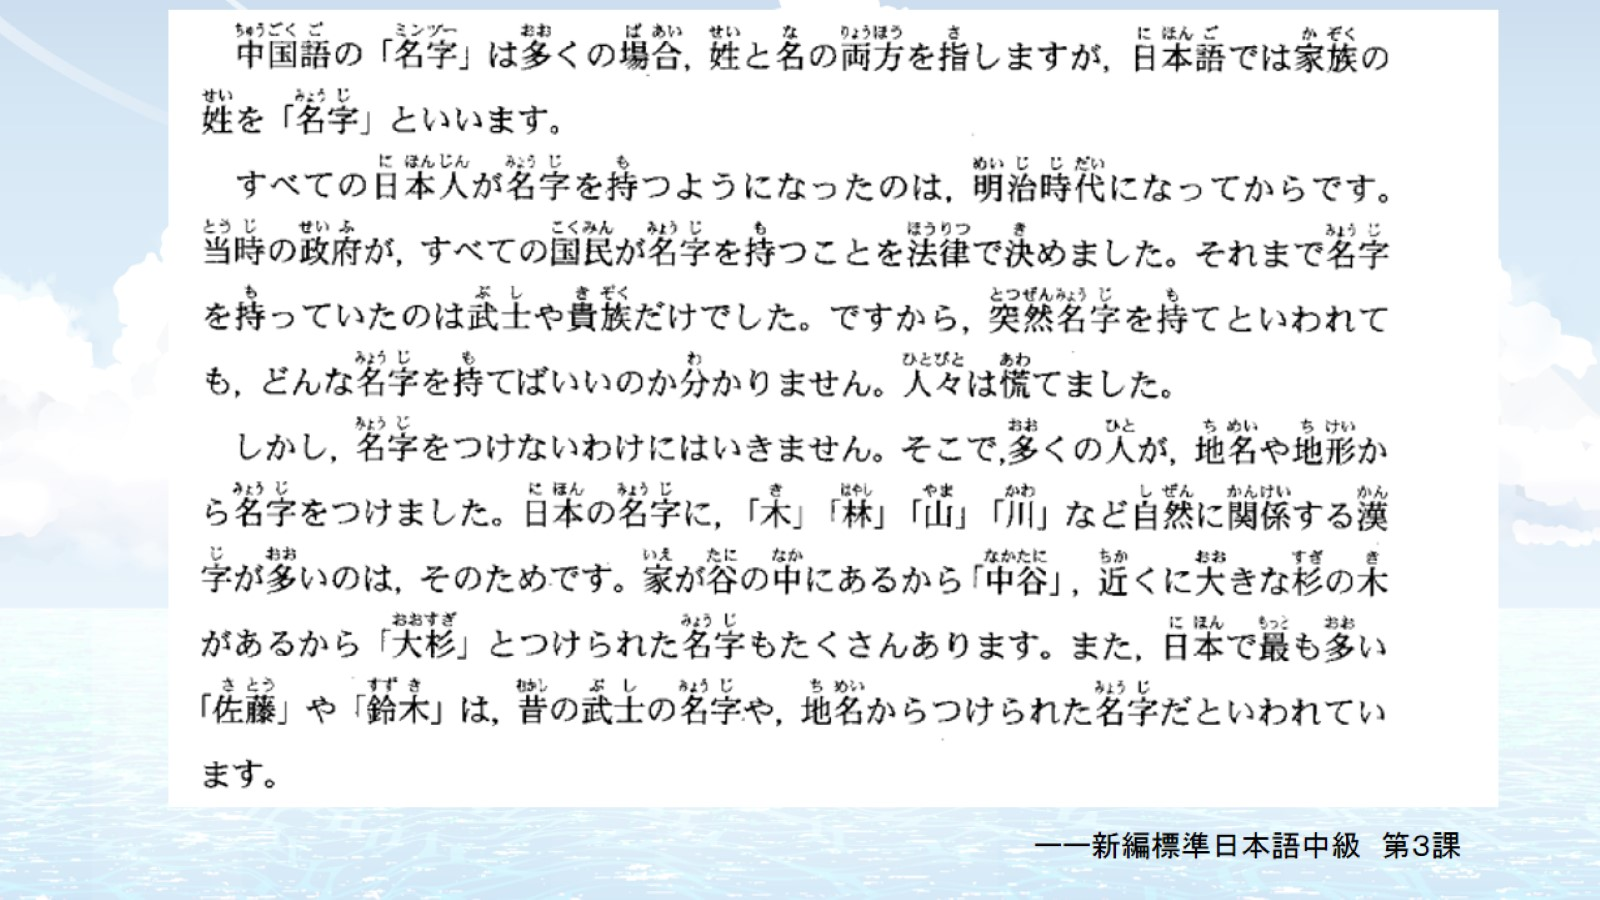 中国語の「名字」は多くの場合，姓と名の両方を指しますが，日本語では家族の
姓を「名字」といいます。
すべての日本人が名字を持つようになったのは，明治時代になってからです。
当時の政府が，すべての国民が名字を持つことを法律で決めました。それまで名字
を持っていたのは武士や貴族だけでした。ですから，突然名字を持てといわれて
も，どんな名字を持てばいいのか分かりません。人々は慌てました。
しかし，名字をつけないわけにはいきません。そこで,多くの人が，地名や地形か
ら名字をつけました。日本の名字に，「木」「林」「山」「川」など自然に関係する漢
字が多いのは，そのためです。家が谷の中にあるから「中谷」，近くに大きな杉の木
があるから「大杉」とつけられた名字もたくさんあります。また，日本で最も多い
「佐藤」や「鈴木」は，昔の武士の名字や，地名からつけられた名字だといわれてい
ます。
——新編標準日本語中級　第3課